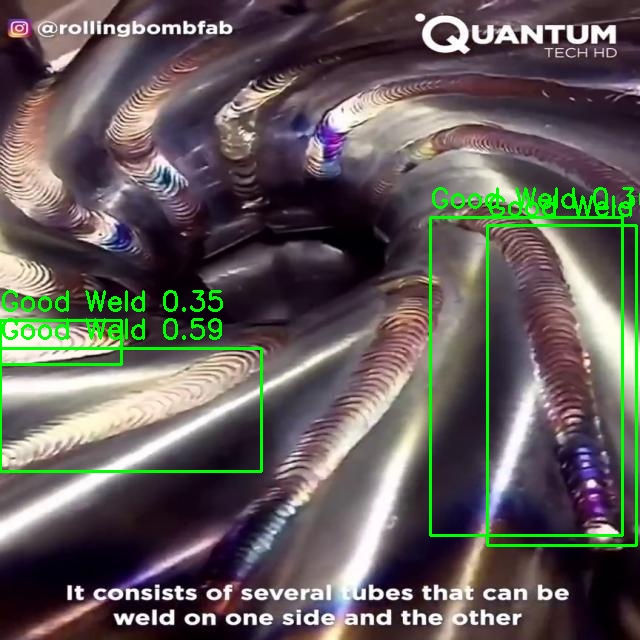 @rollingbombfab
QUANTUM
TECH HD
Good Weld 0.3
Good Weld
Good Weld 0.35
Good Weld 0.59
It consists of several tubes that can be
weld on one side and the other